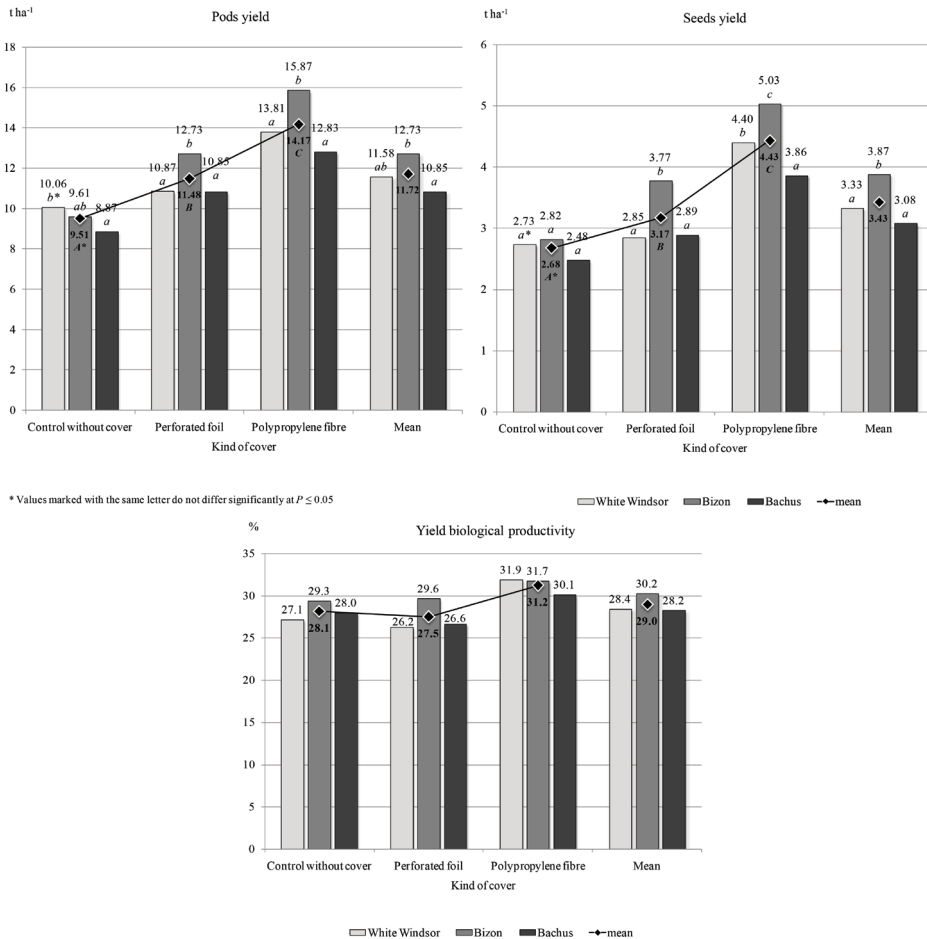 t ha-1
Pods yield
18
16
14
12
10
8
6
4
2
0
10.06
b*
9.61
ab
8.87
a
9.51
A*
10.87
a
12.73
b
10.85
a
11.48
B
13.81
a
15.87
b
12.83
a
14.17
C
11.58
ab
12.73
b
10.85
a
11.72
Control without cover Perforated foil Polypropylene fibre Mean
Kind of cover
t ha-1
Seeds yield
6
5
4
3
2
1
0
2.73
a*
2.82
a
2.48
a
2.68
A*
2.85
a
3.77
b
2.89
a
3.17
B
4.40
b
5.03
c
3.86
a
4.43
C
3.33
a
3.87
b
3.08
a
3.43
Control without cover Perforated foil Polypropylene fibre Mean
Kind of cover
* Values marked with the same letter do not differ significantly at P ≤ 0.05
White Windsor Bizon Bachus mean
%
Yield biological productivity
35
30
25
20
15
10
5
0
27.1
29.3
28.0
28.1
26.2
29.6
26.6
27.5
31.9
31.7
30.1
31.2
28.4
30.2
28.2
29.0
Control without cover Perforated foil Polypropylene fibre Mean
Kind of cover
White Windsor Bizon Bachus mean